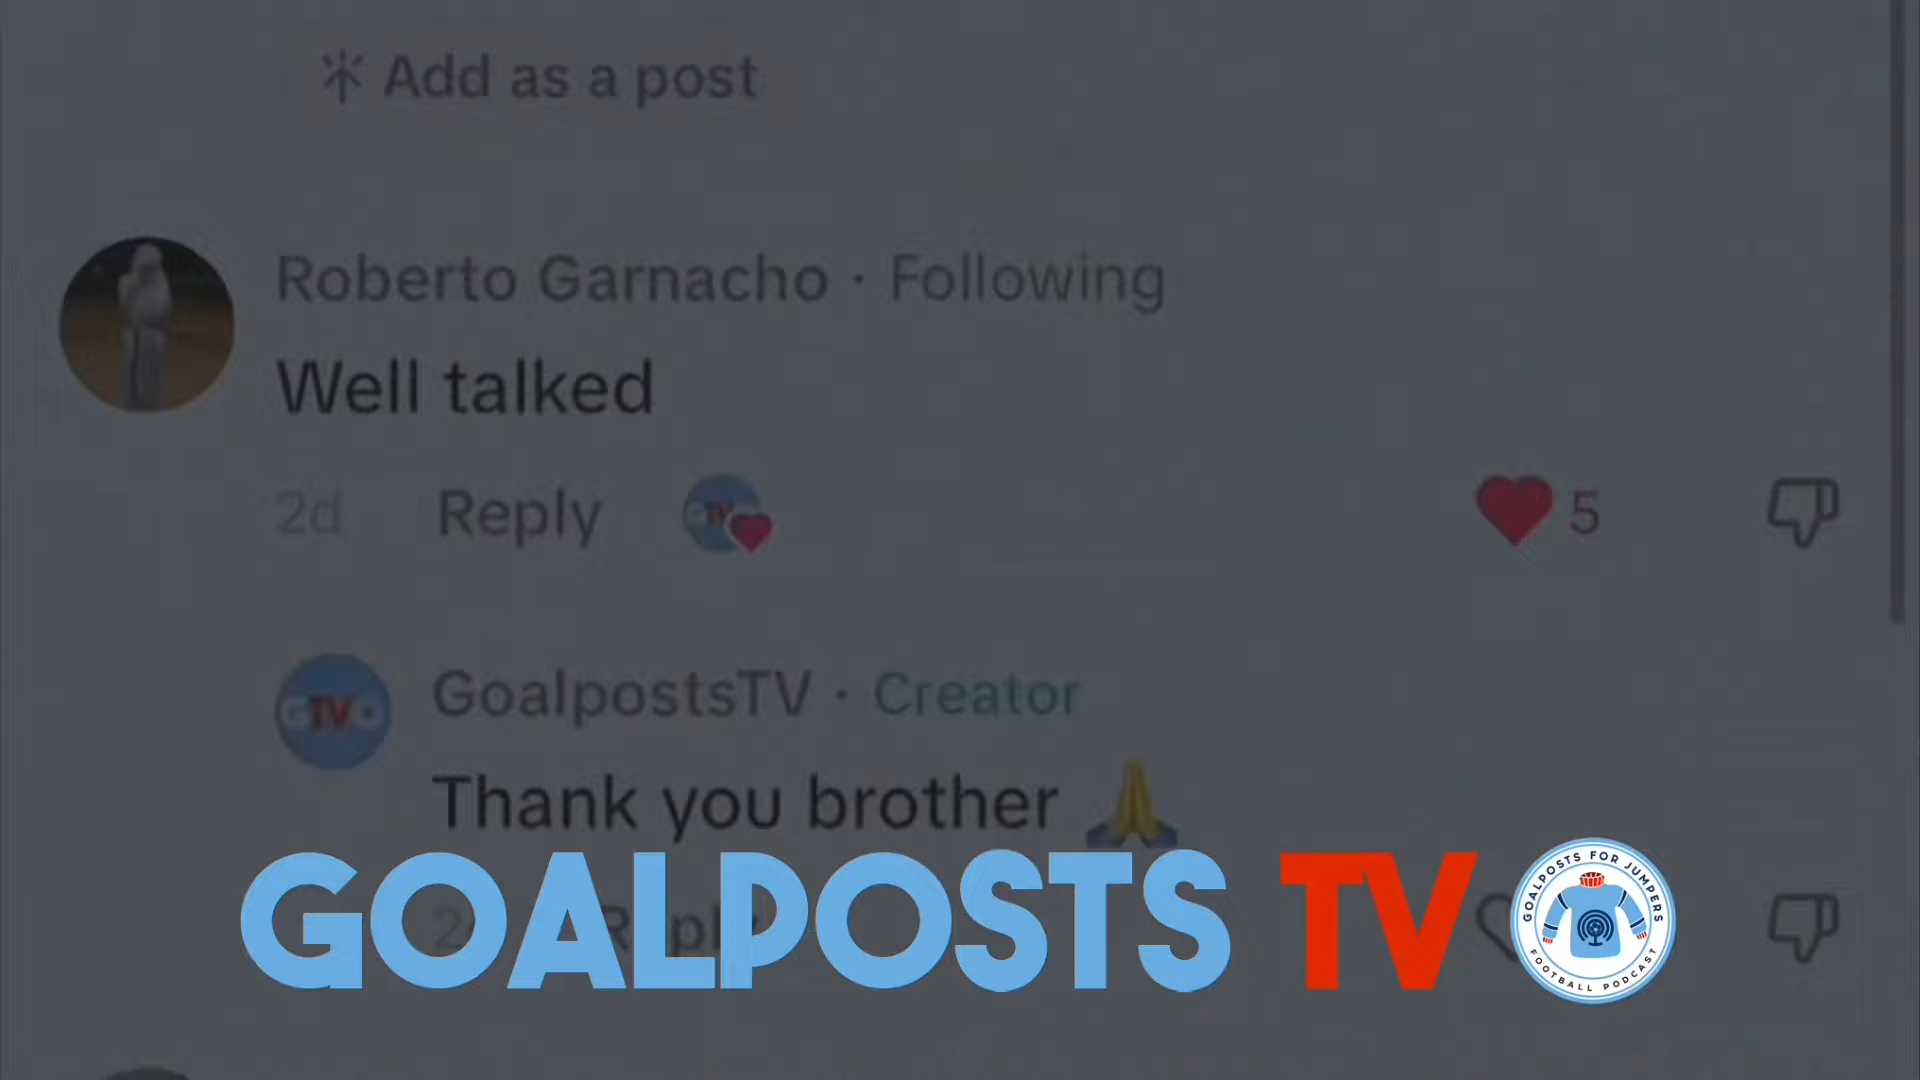 Add as a post
Roberto Garnacho · Following
Well talked
2d Reply
5
GoalpostsTV · Creator
Thank you brother 🙏
GOALPOSTS TV
GOALPOSTS FOR JUMPERS
FOOTBALL PODCAST
Reply